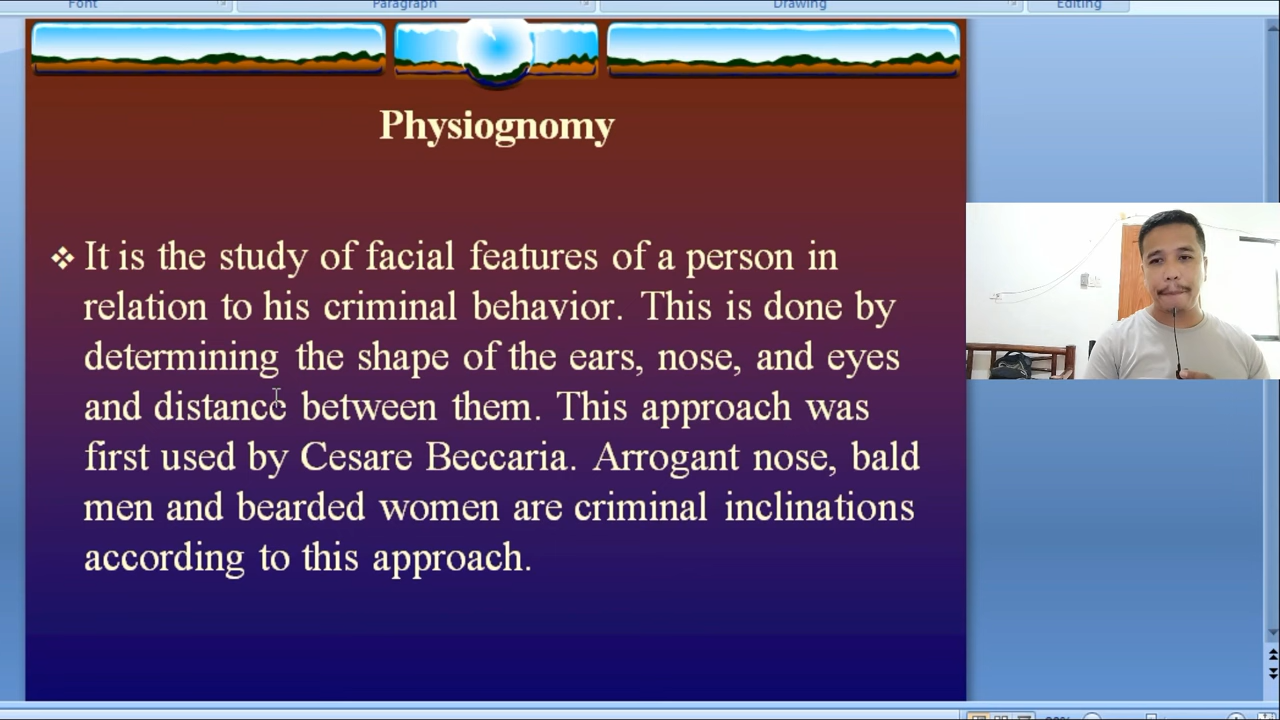 Font Paragraph Drawing Editing
Physiognomy
❖ It is the study of facial features of a person in
relation to his criminal behavior. This is done by
determining the shape of the ears, nose, and eyes
and distance between them. This approach was
first used by Cesare Beccaria. Arrogant nose, bald
men and bearded women are criminal inclinations
according to this approach.